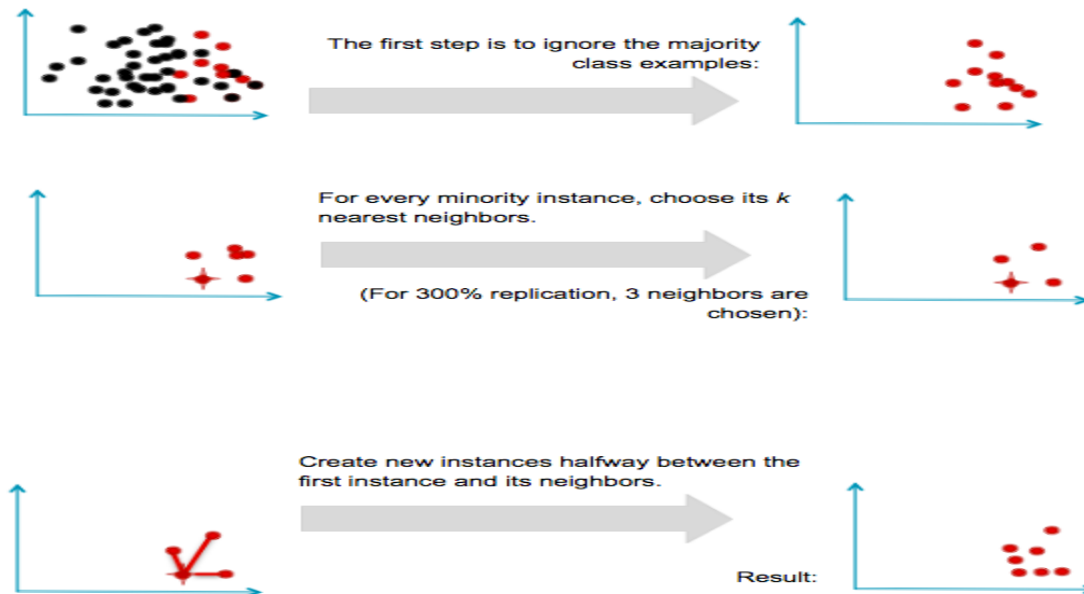 The first step is to ignore the majority
class examples:
For every minority instance, choose its k
nearest neighbors.
(For 300% replication, 3 neighbors are
chosen):
Create new instances halfway between the
first instance and its neighbors.
Result: